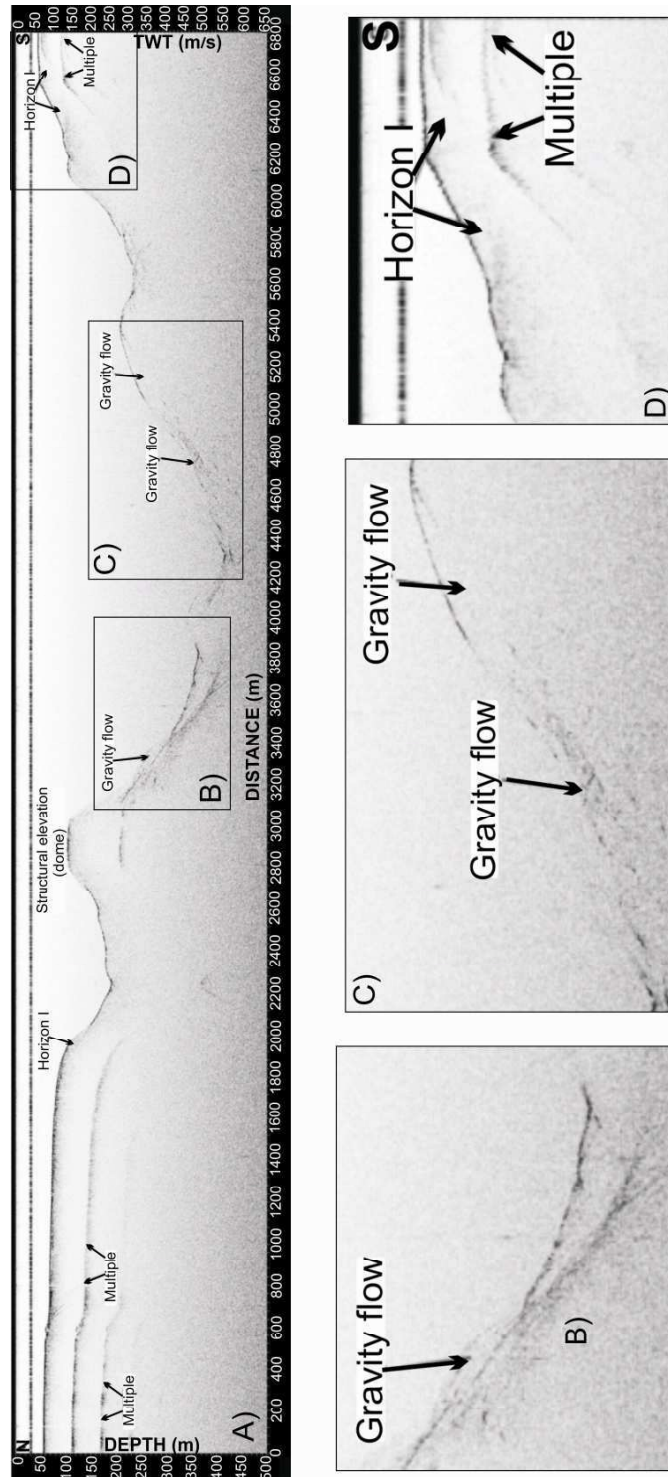 N
S
0
50
100
150
200
250
300
350
400
450
500
DEPTH (m)
Multiple
Multiple
Horizon I
Structural elevation
(dome)
Gravity flow
Gravity flow
Gravity flow
Horizon I
Multiple
A)
B)
C)
D)
TWT (m/s)
0
50
100
150
250
300
400
450
500
600
650
DISTANCE (m)
0 200 400 600 800 1000 1200 1400 1600 1800 2000 2200 2400 2600 2800 3000 3200 3400 3600 3800 4000 4200 4400 4600 4800 5000 5200 5400 5600 5800 6000 6200 6400 6600 6800
Gravity flow
B)
C)
Gravity flow
Gravity flow
S
Horizon I
Multiple
D)